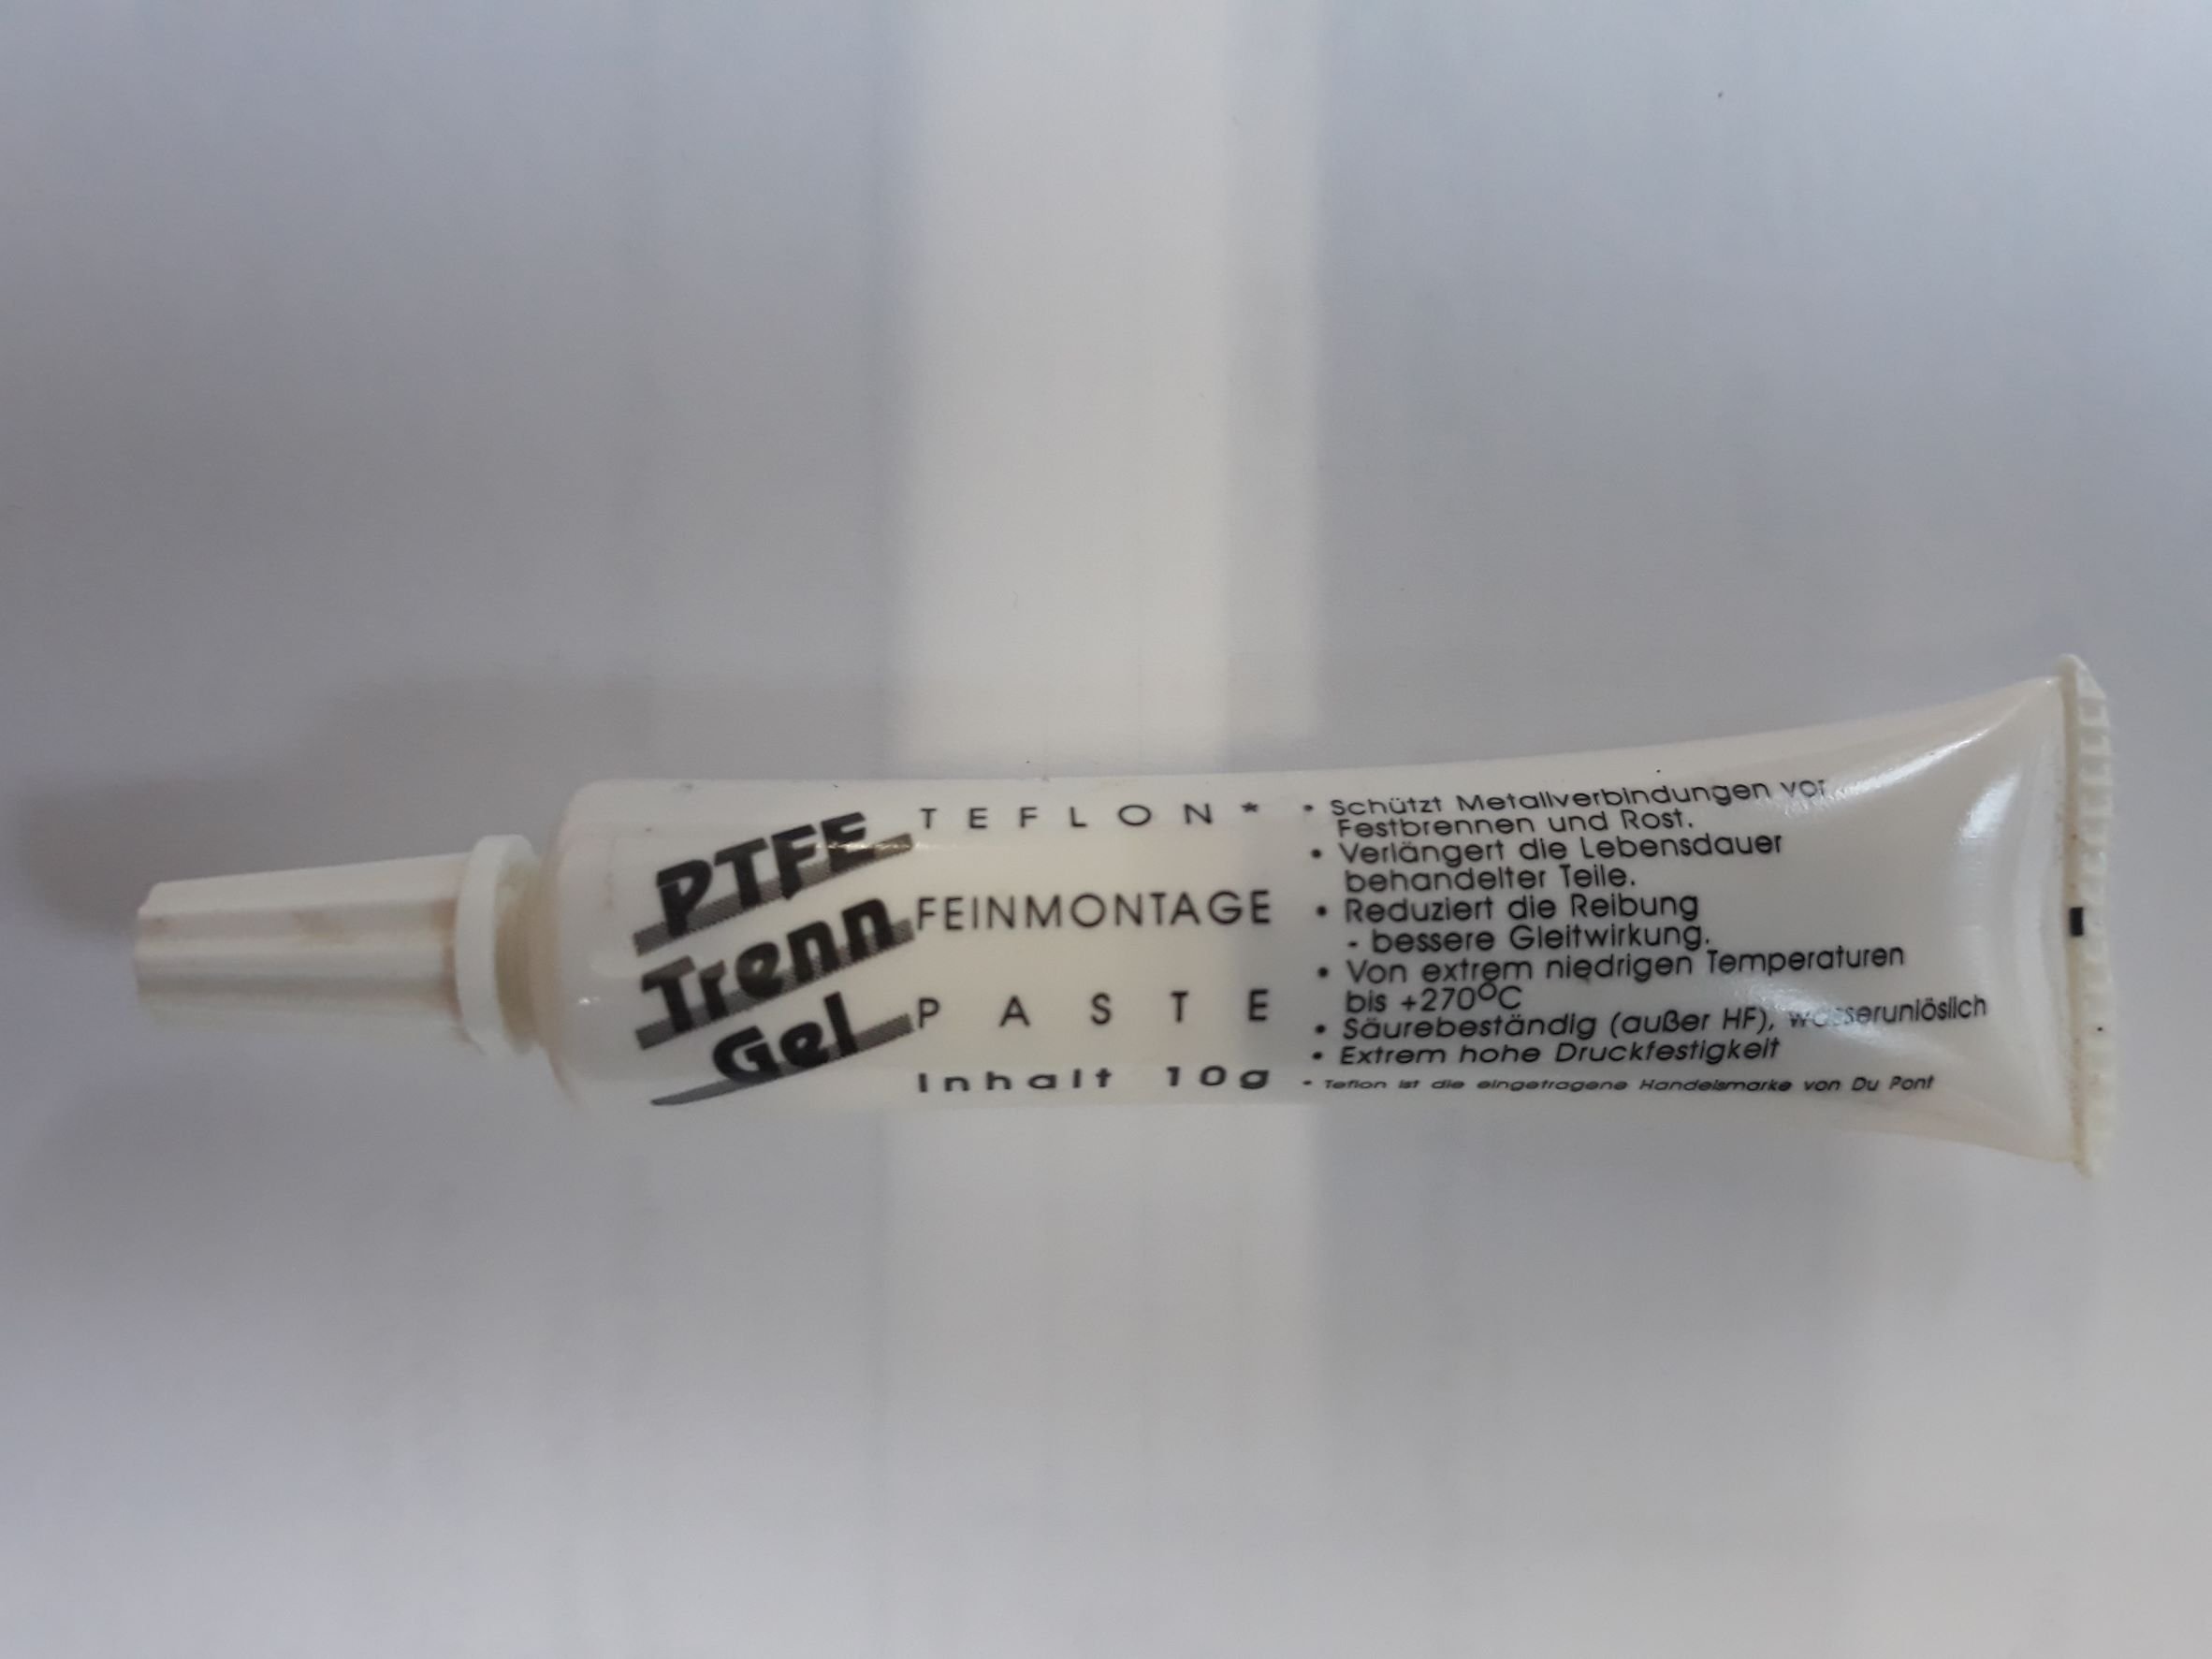 PTFE
Trenn
Gel
TEFLON*
FEINMONTAGE
PASTE
Inhalt 10g
• Schützt Metallverbindungen vor
Festbrennen und Rost.
• Verlängert die Lebensdauer
behandelter Teile.
• Reduziert die Reibung
- bessere Gleitwirkung.
• Von extrem niedrigen Temperaturen
bis +270°C
• Säurebeständig (außer HF), wasserunlöslich
• Extrem hohe Druckfestigkeit
* Teflon ist die eingetragene Handelsmarke von Du Pont